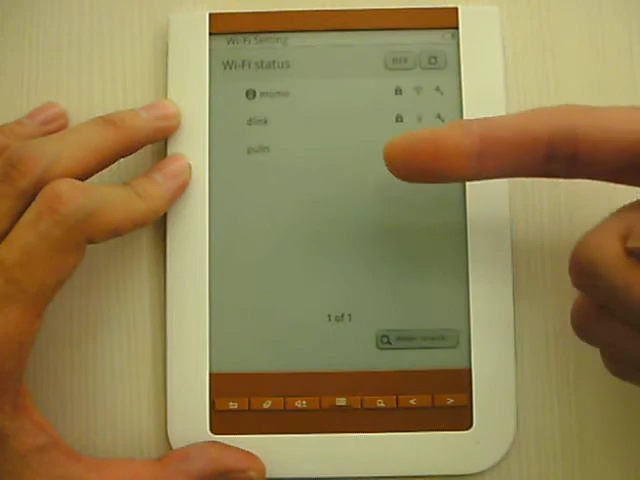 Wi-Fi Setting
Wi-Fi status
momo
dlink
pulin
1 of 1